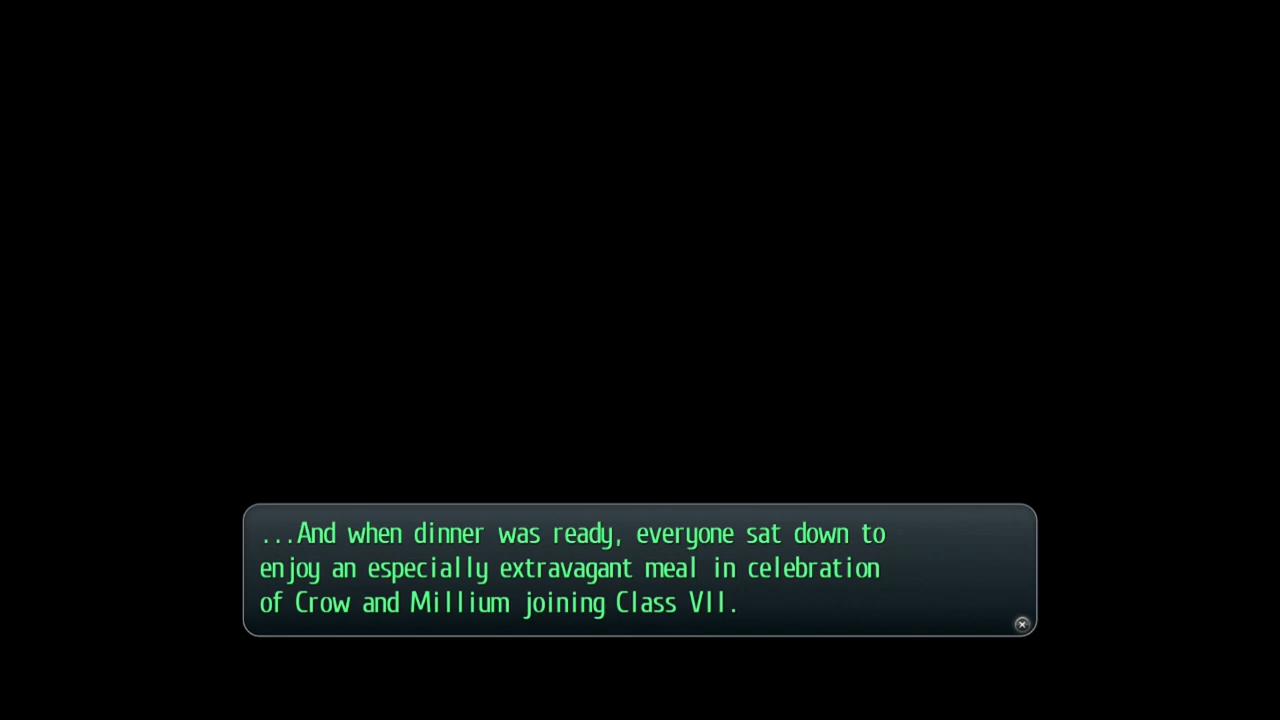 ...And when dinner was ready, everyone sat down to
enjoy an especially extravagant meal in celebration
of Crow and Millium joining Class VII.